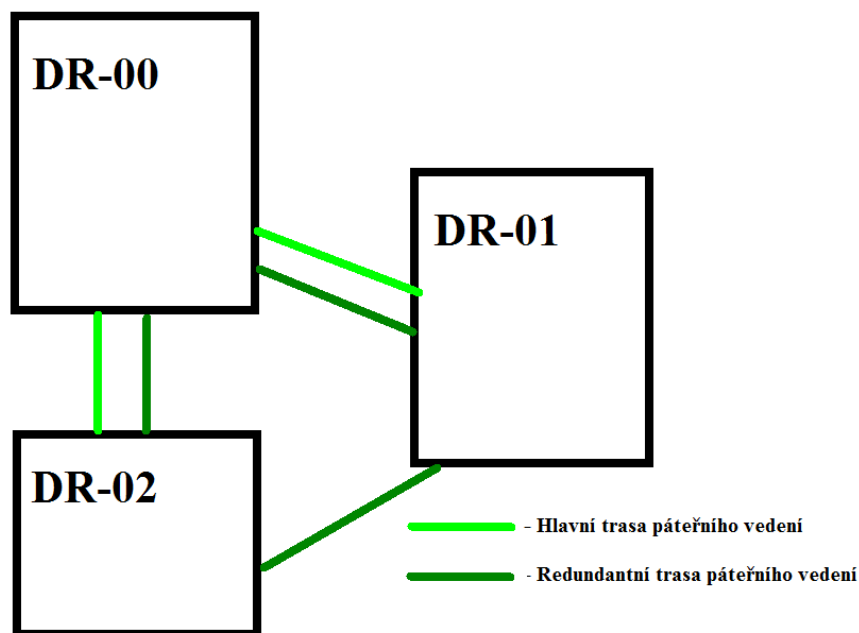 DR-00
DR-01
DR-02
- Hlavní trasa páteřního vedení
- Redundantní trasa páteřního vedení